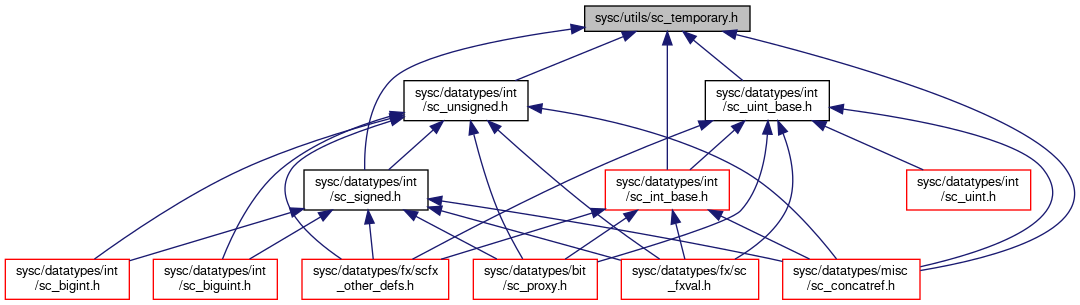 sysc/utils/sc_temporary.h
sysc/datatypes/int
/sc_unsigned.h
sysc/datatypes/int
/sc_uint_base.h
sysc/datatypes/int
/sc_signed.h
sysc/datatypes/int
/sc_int_base.h
sysc/datatypes/int
/sc_uint.h
sysc/datatypes/int
/sc_bigint.h
sysc/datatypes/int
/sc_biguint.h
sysc/datatypes/fx/scfx
_other_defs.h
sysc/datatypes/bit
/sc_proxy.h
sysc/datatypes/fx/sc
_fxval.h
sysc/datatypes/misc
/sc_concatref.h